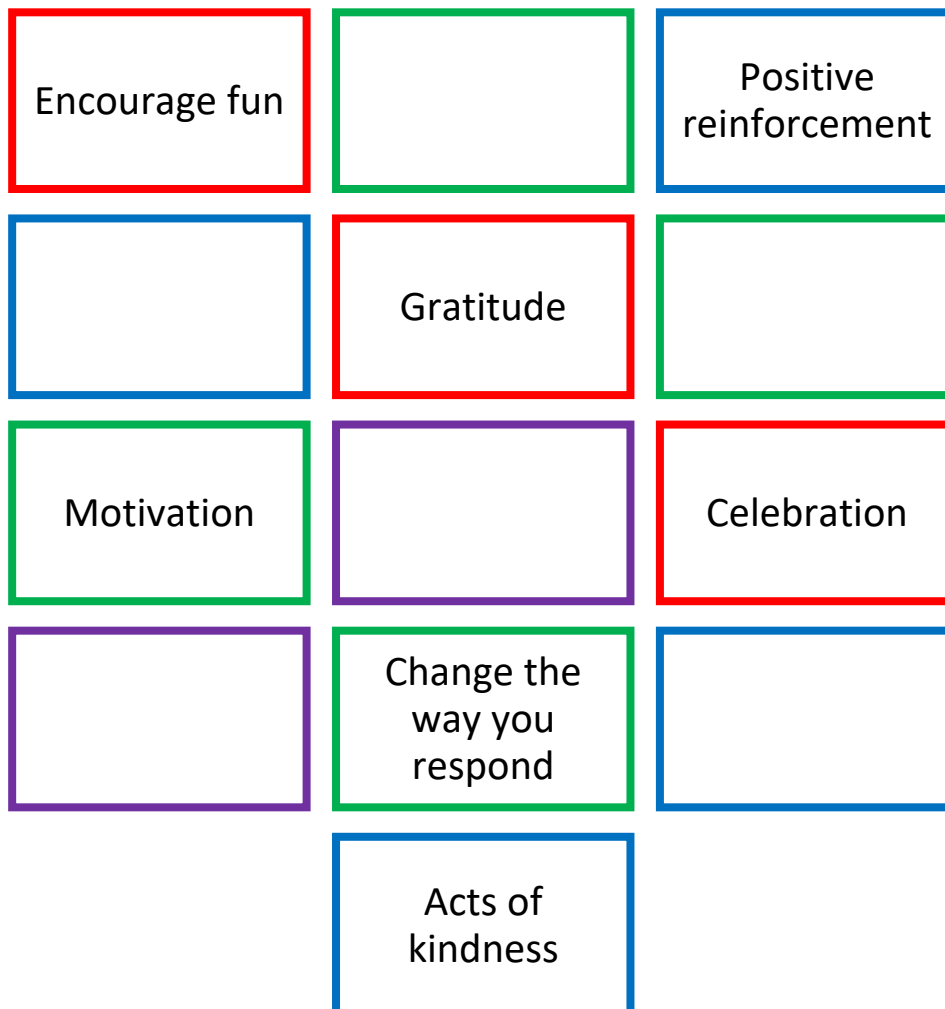 Encourage fun
Positive
reinforcement
Gratitude
Motivation
Celebration
Change the
way you
respond
Acts of
kindness